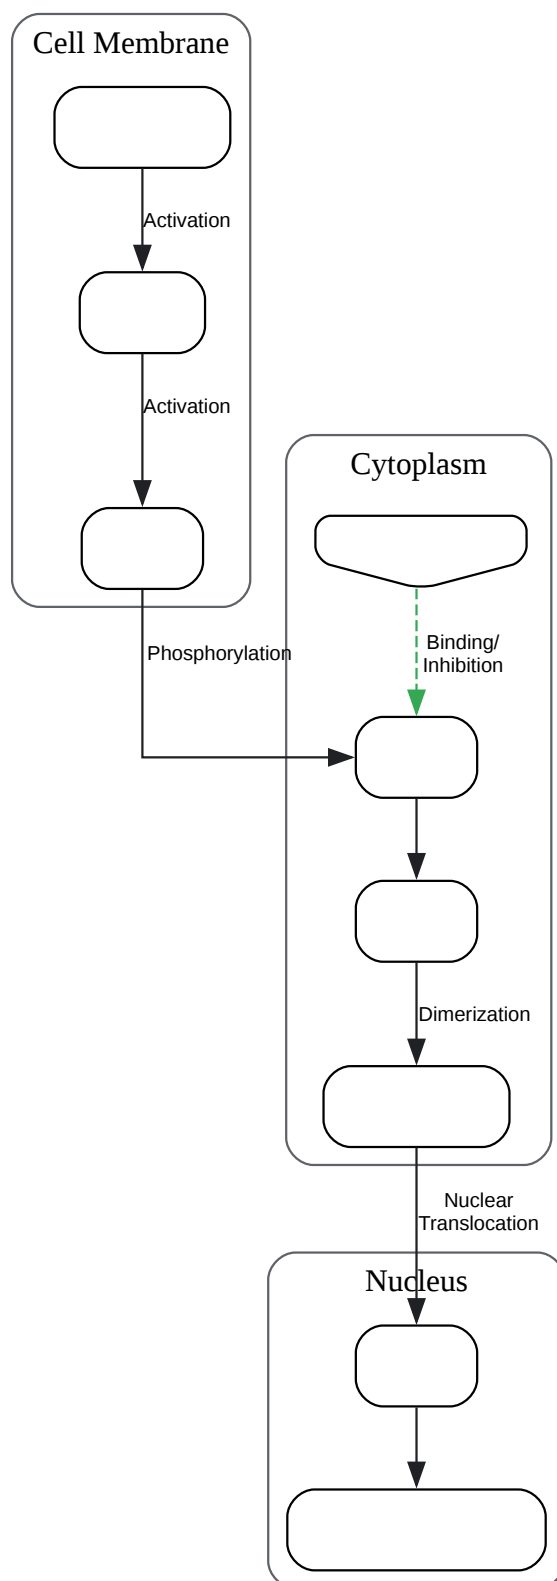 Cell Membrane
Activation
Activation
Cytoplasm
Phosphorylation
Binding/
Inhibition
Dimerization
Nuclear
Translocation
Nucleus